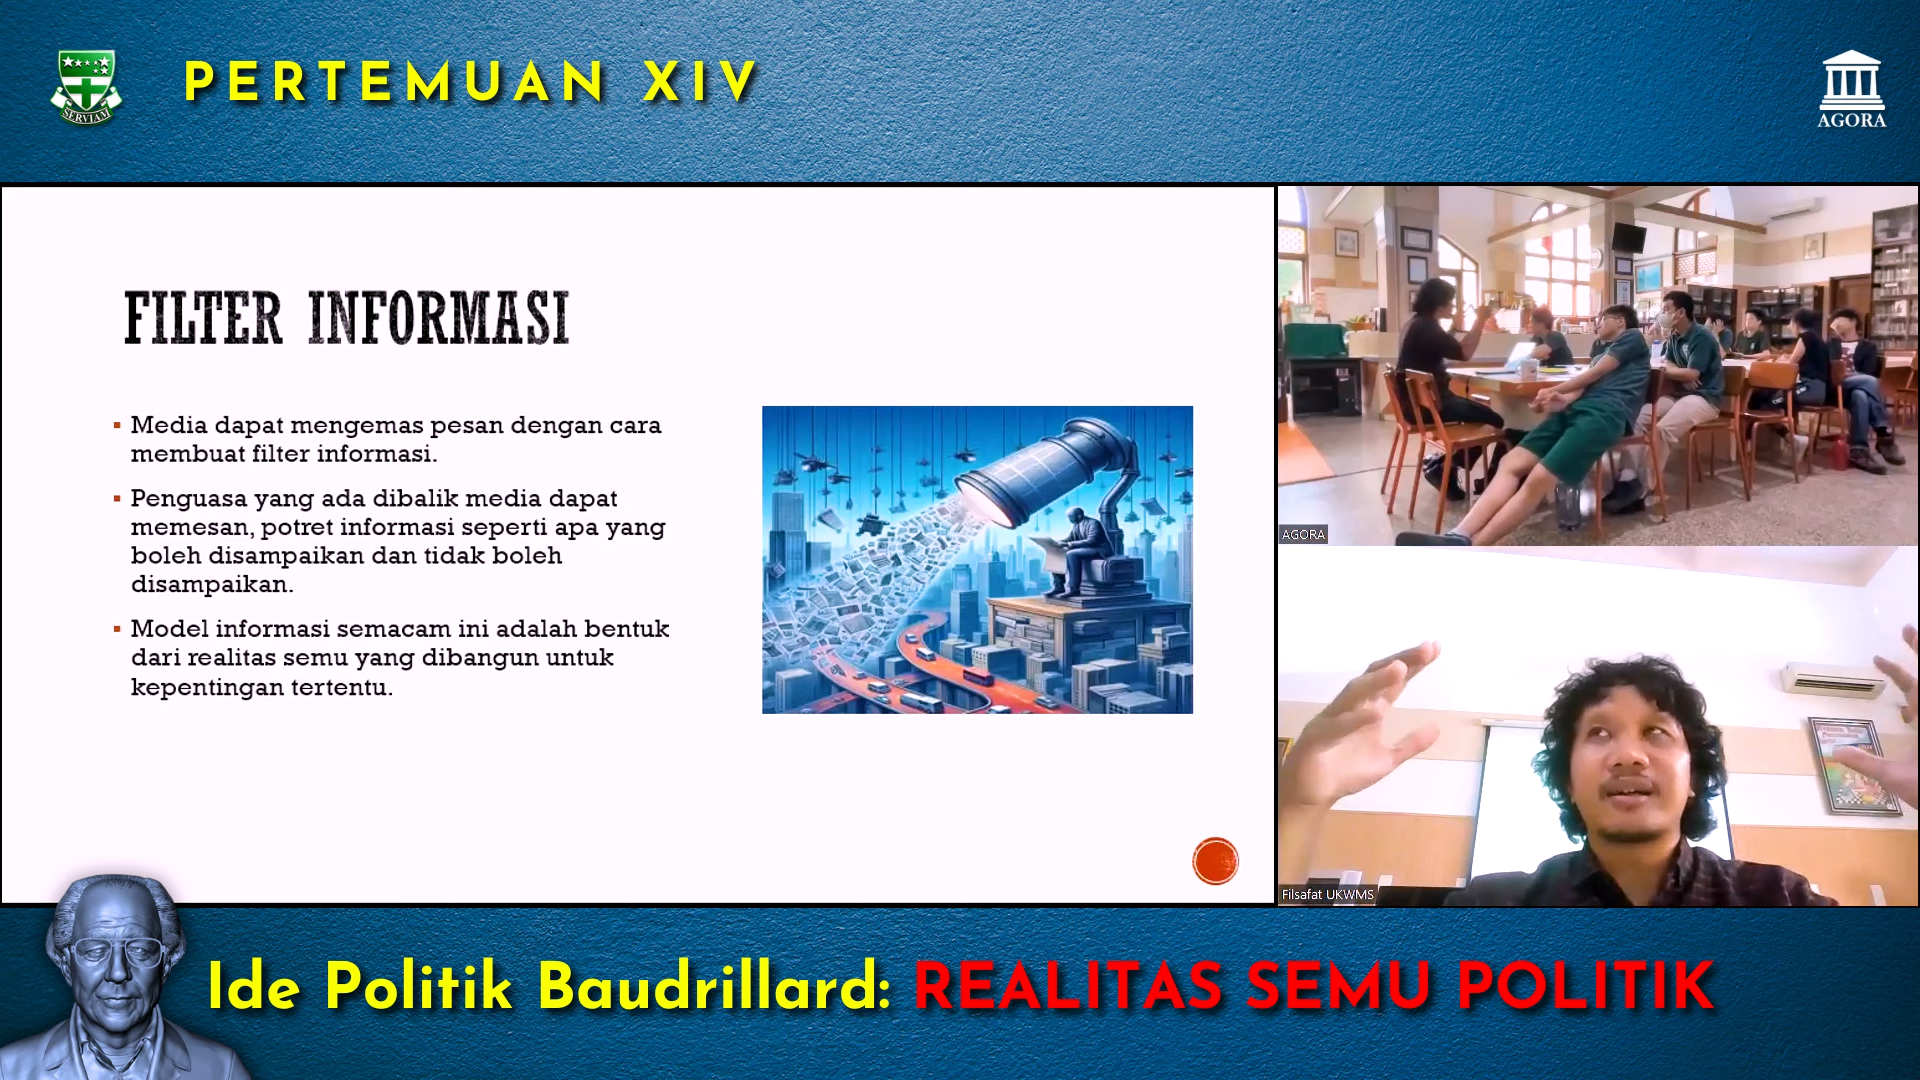 PERTEMUAN XIV
SERVIAM
AGORA
FILTER INFORMASI
▪ Media dapat mengemas pesan dengan cara
membuat filter informasi.
▪ Penguasa yang ada dibalik media dapat
memesan, potret informasi seperti apa yang
boleh disampaikan dan tidak boleh
disampaikan.
▪ Model informasi semacam ini adalah bentuk
dari realitas semu yang dibangun untuk
kepentingan tertentu.
AGORA
Filsafat UKWMS
Ide Politik Baudrillard: REALITAS SEMU POLITIK